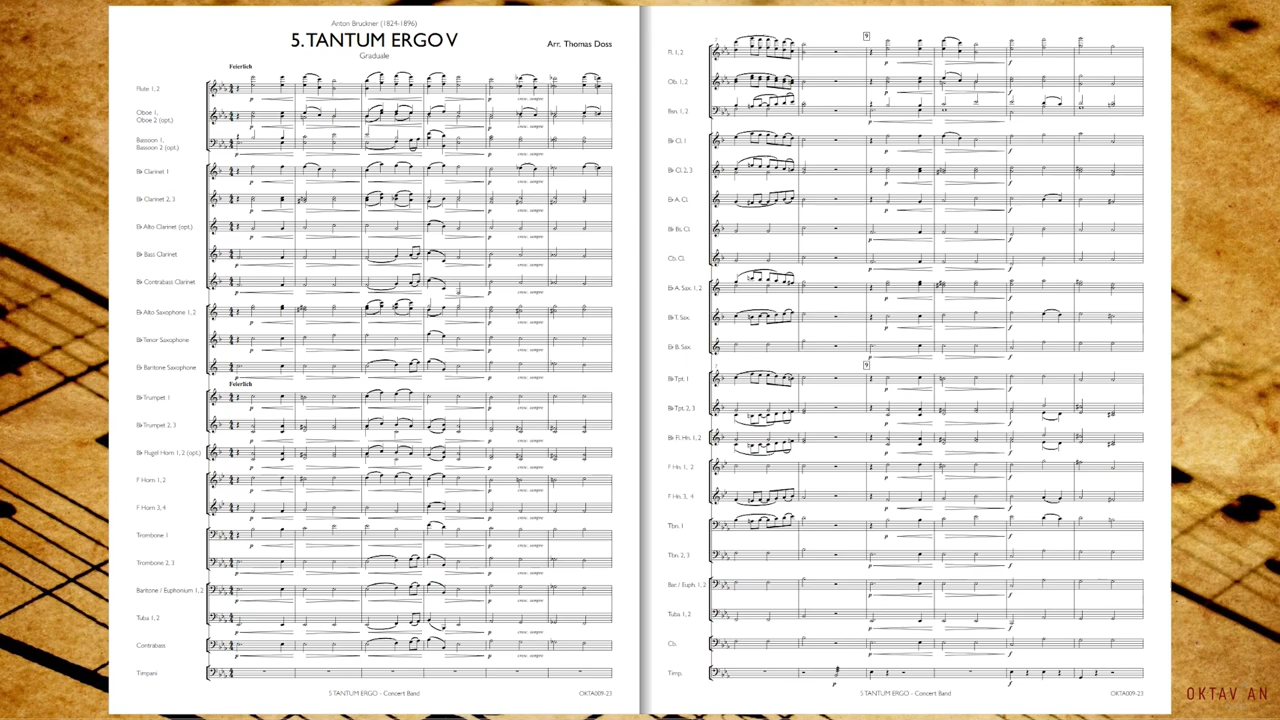 Anton Bruckner (1824-1896)
5. TANTUM ERGO V
Graduale
Arr. Thomas Doss
Feierlich
Flute 1, 2
Oboe 1,
Oboe 2 (opt.)
Bassoon 1,
Bassoon 2 (opt.)
B♭ Clarinet 1
B♭ Clarinet 2, 3
E♭ Alto Clarinet (opt.)
B♭ Bass Clarinet
E♭ Contrabass Clarinet
E♭ Alto Saxophone 1, 2
B♭ Tenor Saxophone
E♭ Baritone Saxophone
Feierlich
B♭ Trumpet 1
B♭ Trumpet 2, 3
B♭ Flugel Horn 1, 2 (opt.)
F Horn 1, 2
F Horn 3, 4
Trombone 1
Trombone 2, 3
Baritone / Euphonium 1, 2
Tuba 1, 2
Contrabass
Timpani
5 TANTUM ERGO - Concert Band
OKTA009-23
9
Fl. 1, 2
Ob. 1, 2
Bsn. 1, 2
B♭ Cl. 1
B♭ Cl. 2, 3
E♭ A. Cl.
B♭ Bs. Cl.
Cb. Cl.
E♭ A. Sax. 1, 2
B♭ T. Sax.
E♭ B. Sax.
9
B♭ Tpt. 1
B♭ Tpt. 2, 3
B♭ Fl. Hn. 1, 2
F Hn. 1, 2
F Hn. 3, 4
Tbn. 1
Tbn. 2, 3
Bar. / Euph. 1, 2
Tuba 1, 2
Cb.
Timp.
5 TANTUM ERGO - Concert Band
OKTA009-23
OKTAV AN